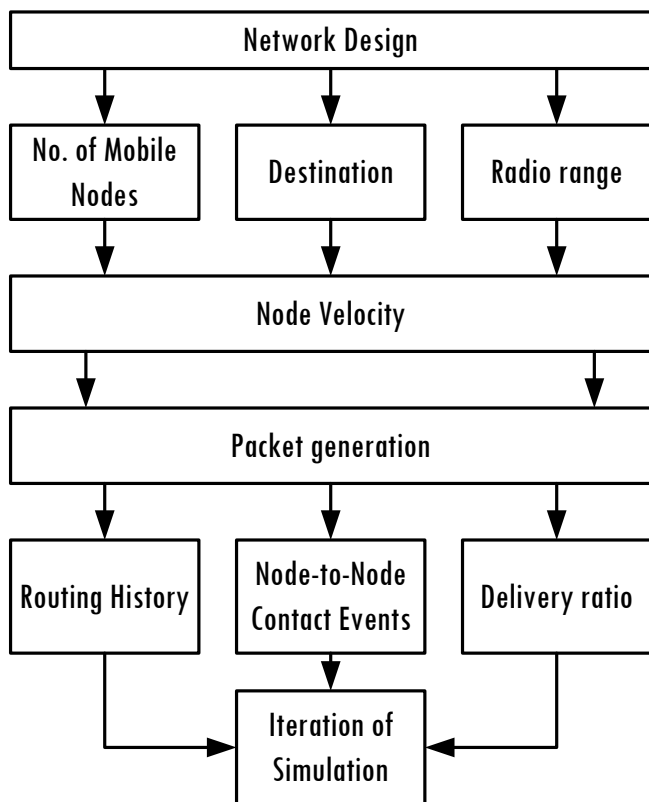 Network Design
No. of Mobile
Nodes
Destination
Radio range
Node Velocity
Packet generation
Routing History
Node-to-Node
Contact Events
Delivery ratio
Iteration of
Simulation